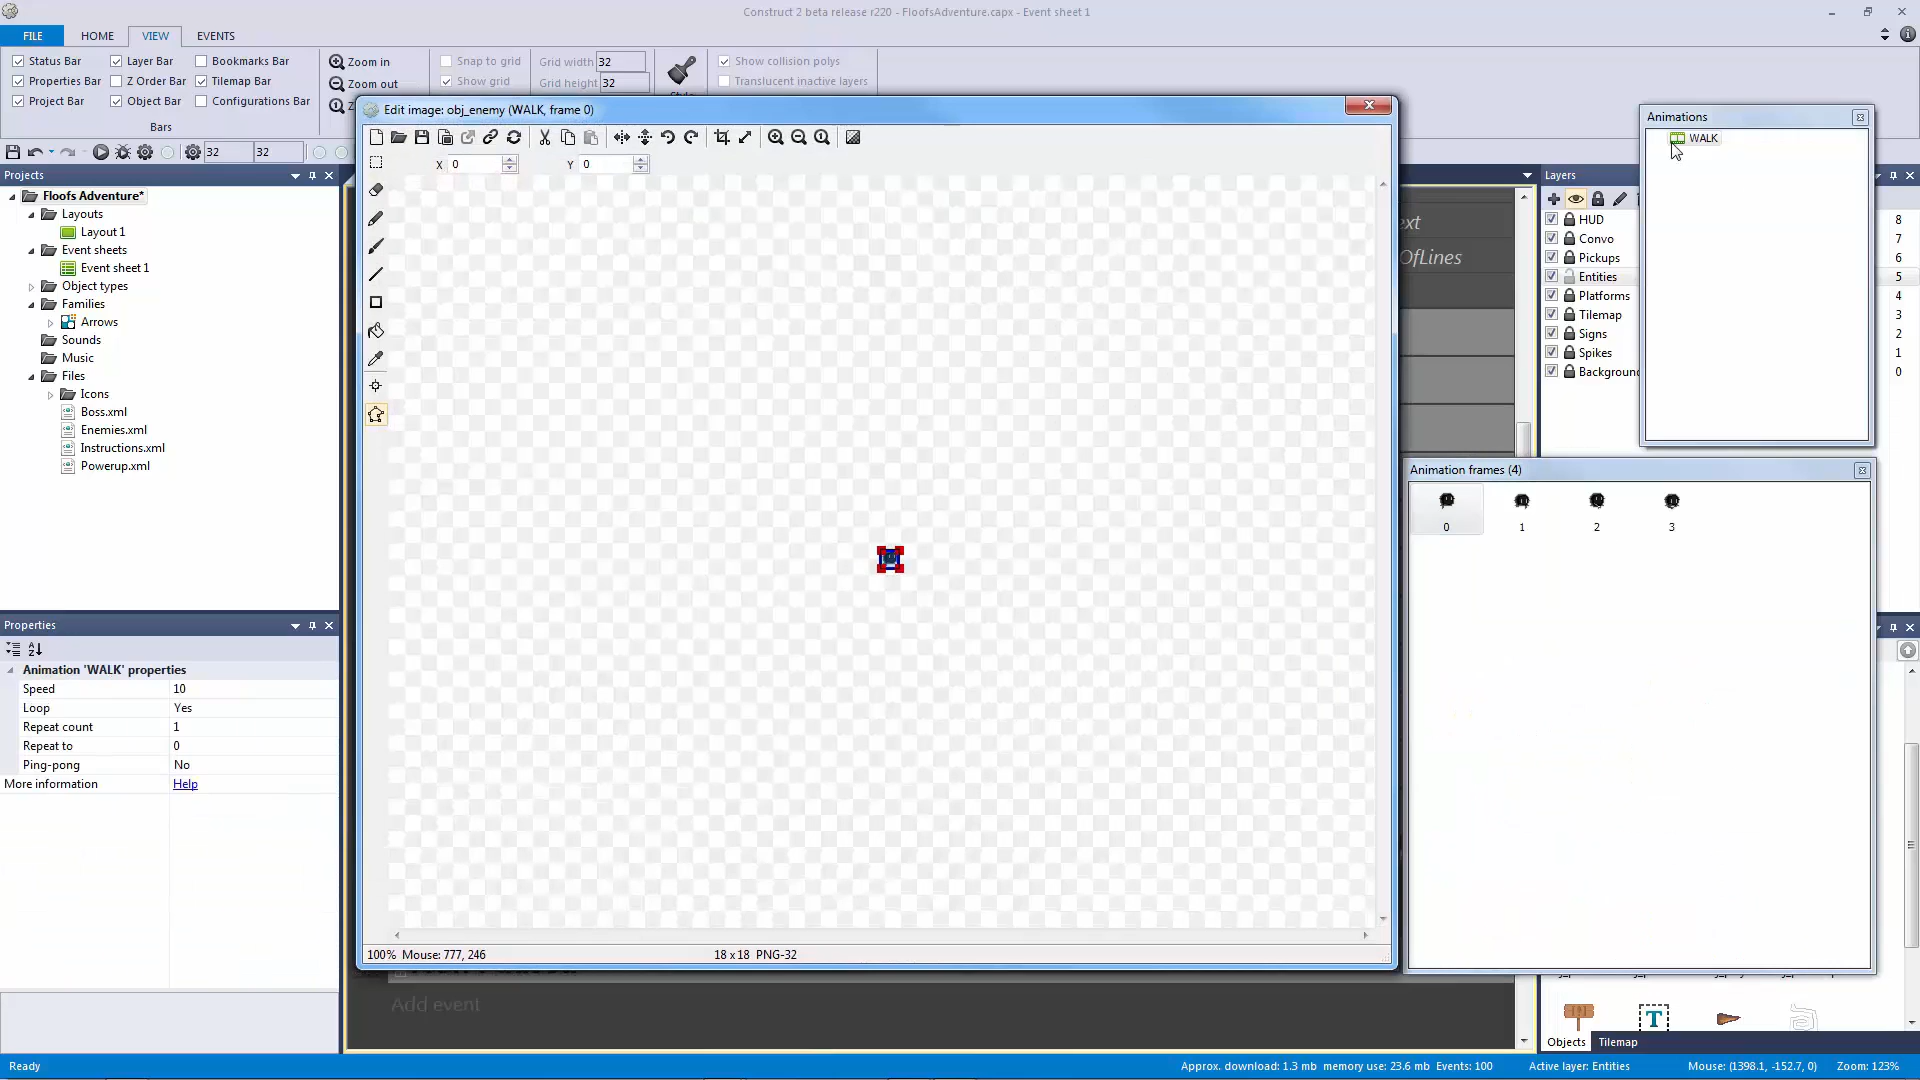 Construct 2 beta release r220 - FloofsAdventure.capx - Event sheet 1
FILE
HOME
VIEW
EVENTS
Status Bar
Layer Bar
Bookmarks Bar
Properties Bar
Z Order Bar
Tilemap Bar
Project Bar
Object Bar
Configurations Bar
Bars
Zoom in
Zoom out
Snap to grid
Show grid
Grid width 32
Grid height 32
Show collision polys
Translucent inactive layers
32 32
Projects
Floofs Adventure*
Layouts
Layout 1
Event sheets
Event sheet 1
Object types
Families
Arrows
Sounds
Music
Files
Icons
Boss.xml
Enemies.xml
Instructions.xml
Powerup.xml
Properties
Animation 'WALK' properties
Speed 10
Loop Yes
Repeat count 1
Repeat to 0
Ping-pong No
More information Help
Edit image: obj_enemy (WALK, frame 0)
X 0
Y 0
100% Mouse: 777, 246
18 x 18 PNG-32
Add event
ext
OfLines
Animations
WALK
Layers
HUD 8
Convo 7
Pickups 6
Entities 5
Platforms 4
Tilemap 3
Signs 2
Spikes 1
Background 0
Animation frames (4)
0 1 2 3
T
Objects
Tilemap
Ready
Approx. download: 1.3 mb memory use: 23.6 mb Events: 100
Active layer: Entities
Mouse: (1398.1, -152.7, 0)
Zoom: 123%